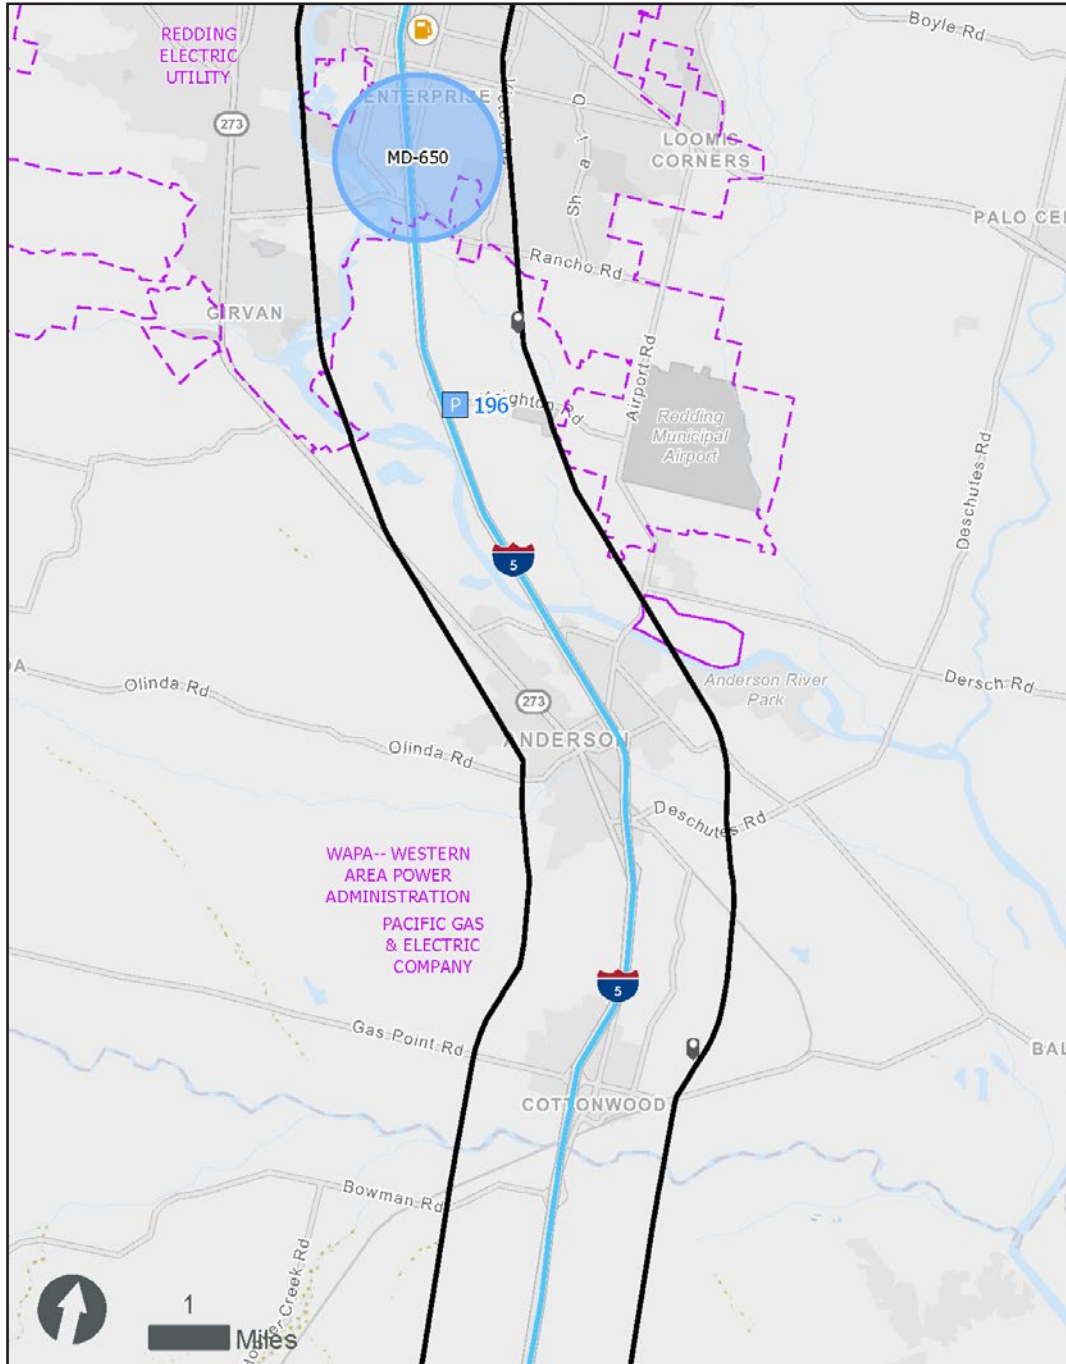 REDDING
ELECTRIC
UTILITY
Boyle Rd
273
ENTERPRISE
MD-650
LOOMIS
CORNERS
PALO CE
Rancho Rd
GIRVAN
Airport Rd
P 196
Redding
Municipal
Airport
Deschutes Rd
5
Anderson River
Park
Dersch Rd
Olinda Rd
273
ANDERSON
Olinda Rd
Deschutes Rd
WAPA-- WESTERN
AREA POWER
ADMINISTRATION
PACIFIC GAS
& ELECTRIC
COMPANY
5
Gas Point Rd
BAL
COTTONWOOD
Bowman Rd
1
Miles
Creek Rd